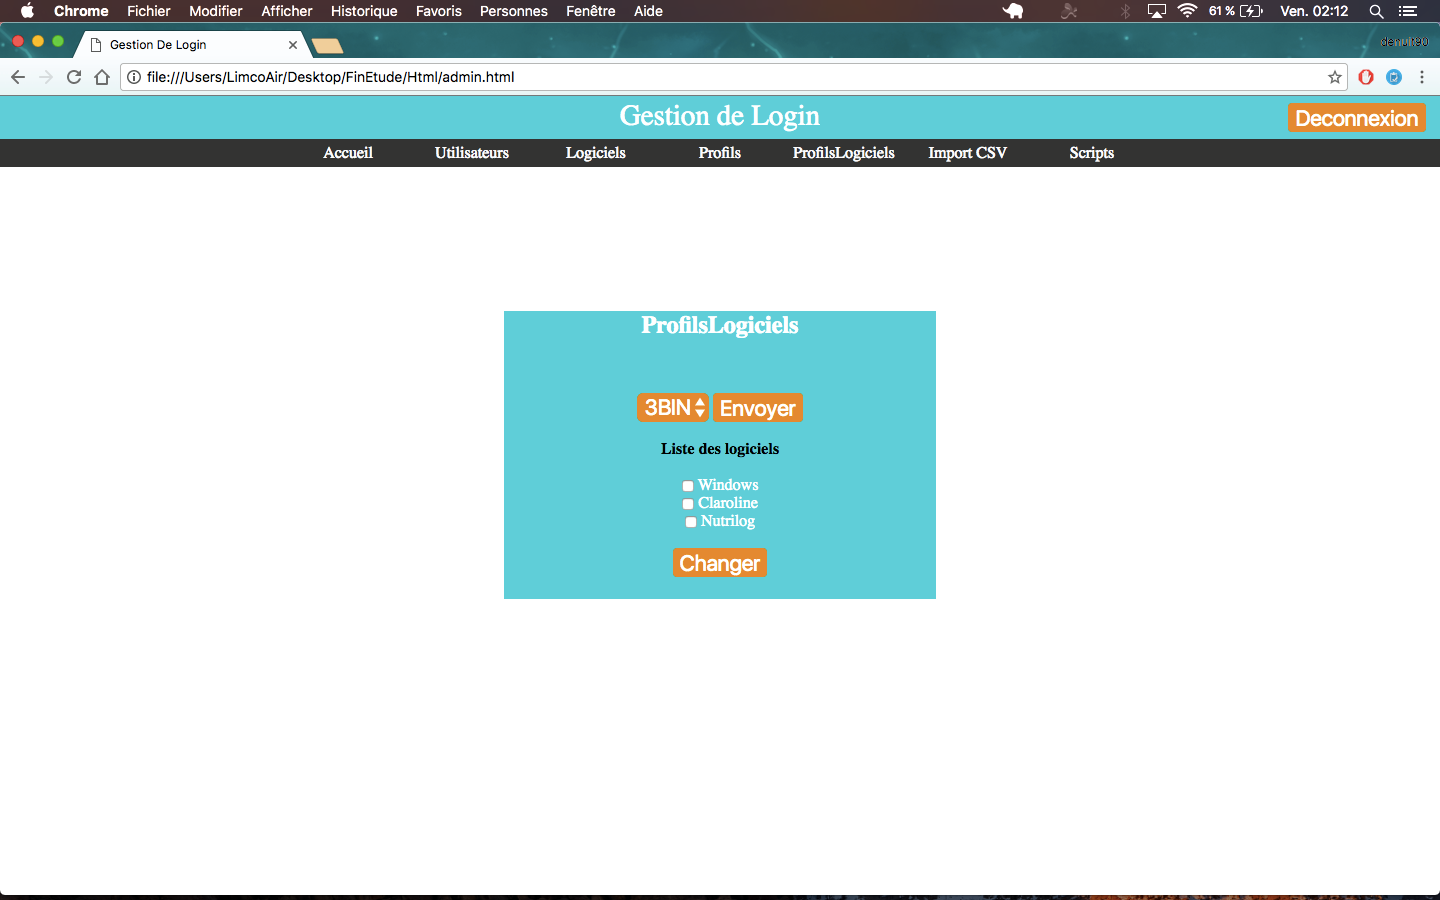 Chrome Fichier Modifier Afficher Historique Favoris Personnes Fenêtre Aide 61 % Ven. 02:12
Gestion De Login
denuit90
file:///Users/LimcoAir/Desktop/FinEtude/Html/admin.html
Gestion de Login
Deconnexion
Accueil Utilisateurs Logiciels Profils ProfilsLogiciels Import CSV Scripts
ProfilsLogiciels
3BIN Envoyer
Liste des logiciels
Windows
Claroline
Nutrilog
Changer